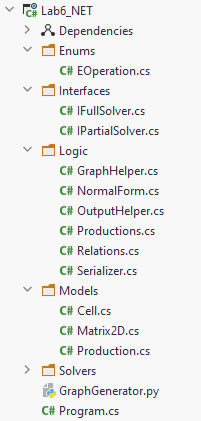 Lab6_NET
Dependencies
Enums
C# EOperation.cs
Interfaces
C# IFullSolver.cs
C# IPartialSolver.cs
Logic
C# GraphHelper.cs
C# NormalForm.cs
C# OutputHelper.cs
C# Productions.cs
C# Relations.cs
C# Serializer.cs
Models
C# Cell.cs
C# Matrix2D.cs
C# Production.cs
Solvers
GraphGenerator.py
C# Program.cs